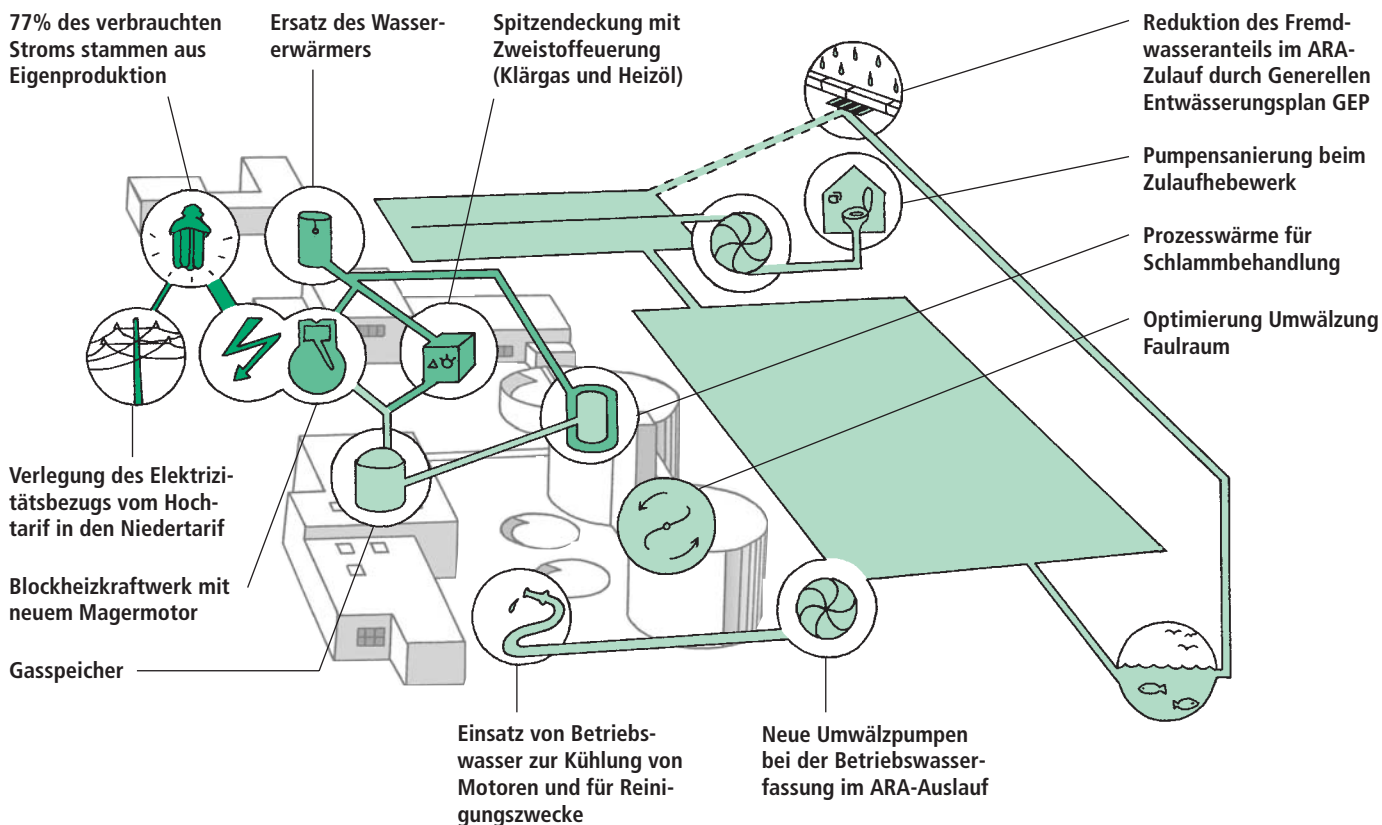 77% des verbrauchten
Stroms stammen aus
Eigenproduktion
Ersatz des Wasser-
erwärmers
Spitzendeckung mit
Zweistoffeuerung
(Klärgas und Heizöl)
Reduktion des Fremd-
wasseranteils im ARA-
Zulauf durch Generellen
Entwässerungsplan GEP
Pumpensanierung beim
Zulaufhebewerk
Prozesswärme für
Schlammbehandlung
Optimierung Umwälzung
Faulraum
Verlegung des Elektrizi-
tätsbezugs vom Hoch-
tarif in den Niedertarif
Blockheizkraftwerk mit
neuem Magermotor
Gasspeicher
Einsatz von Betriebs-
wasser zur Kühlung von
Motoren und für Reini-
gungszwecke
Neue Umwälzpumpen
bei der Betriebswasser-
fassung im ARA-Auslauf